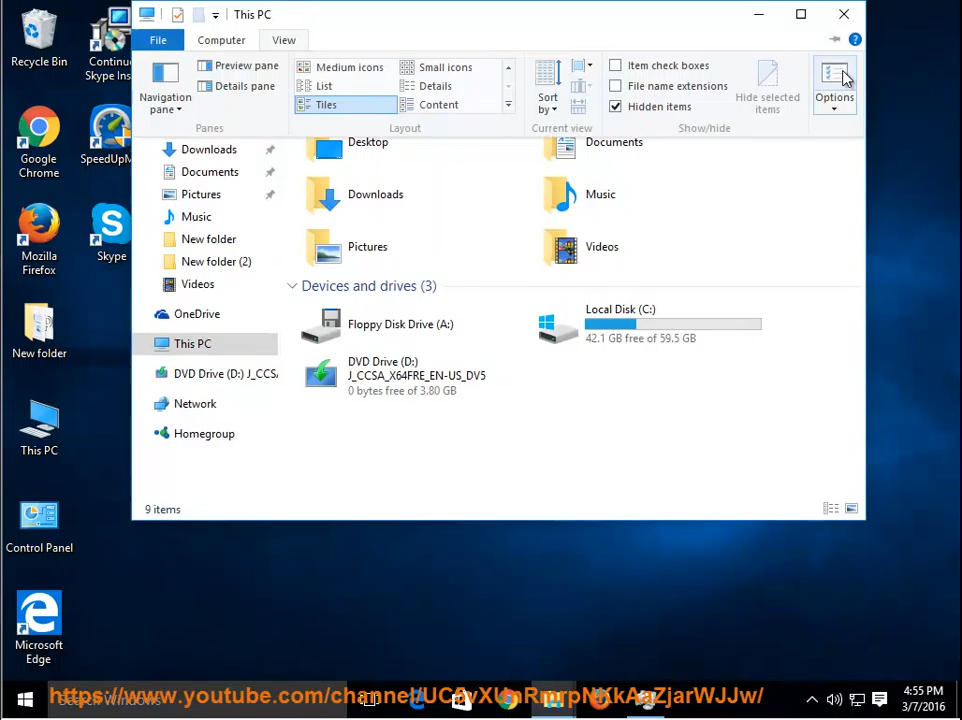 This PC
File
Computer
View
Navigation
pane
Preview pane
Details pane
Panes
Medium icons
Small icons
List
Details
Tiles
Content
Layout
Sort
by
Current view
Item check boxes
File name extensions
Hidden items
Hide selected
items
Show/hide
Options
Downloads
Documents
Pictures
Music
New folder
New folder (2)
Videos
OneDrive
This PC
DVD Drive (D:) J_CCSA
Network
Homegroup
Desktop
Documents
Downloads
Music
Pictures
Videos
Devices and drives (3)
Floppy Disk Drive (A:)
Local Disk (C:)
42.1 GB free of 59.5 GB
DVD Drive (D:)
J_CCSA_X64FRE_EN-US_DV5
0 bytes free of 3.80 GB
9 items
Recycle Bin
Continue
Skype Ins
Google
Chrome
SpeedUpM
Mozilla
Firefox
Skype
New folder
This PC
Control Panel
Microsoft
Edge
Search Windows
4:55 PM
3/7/2016